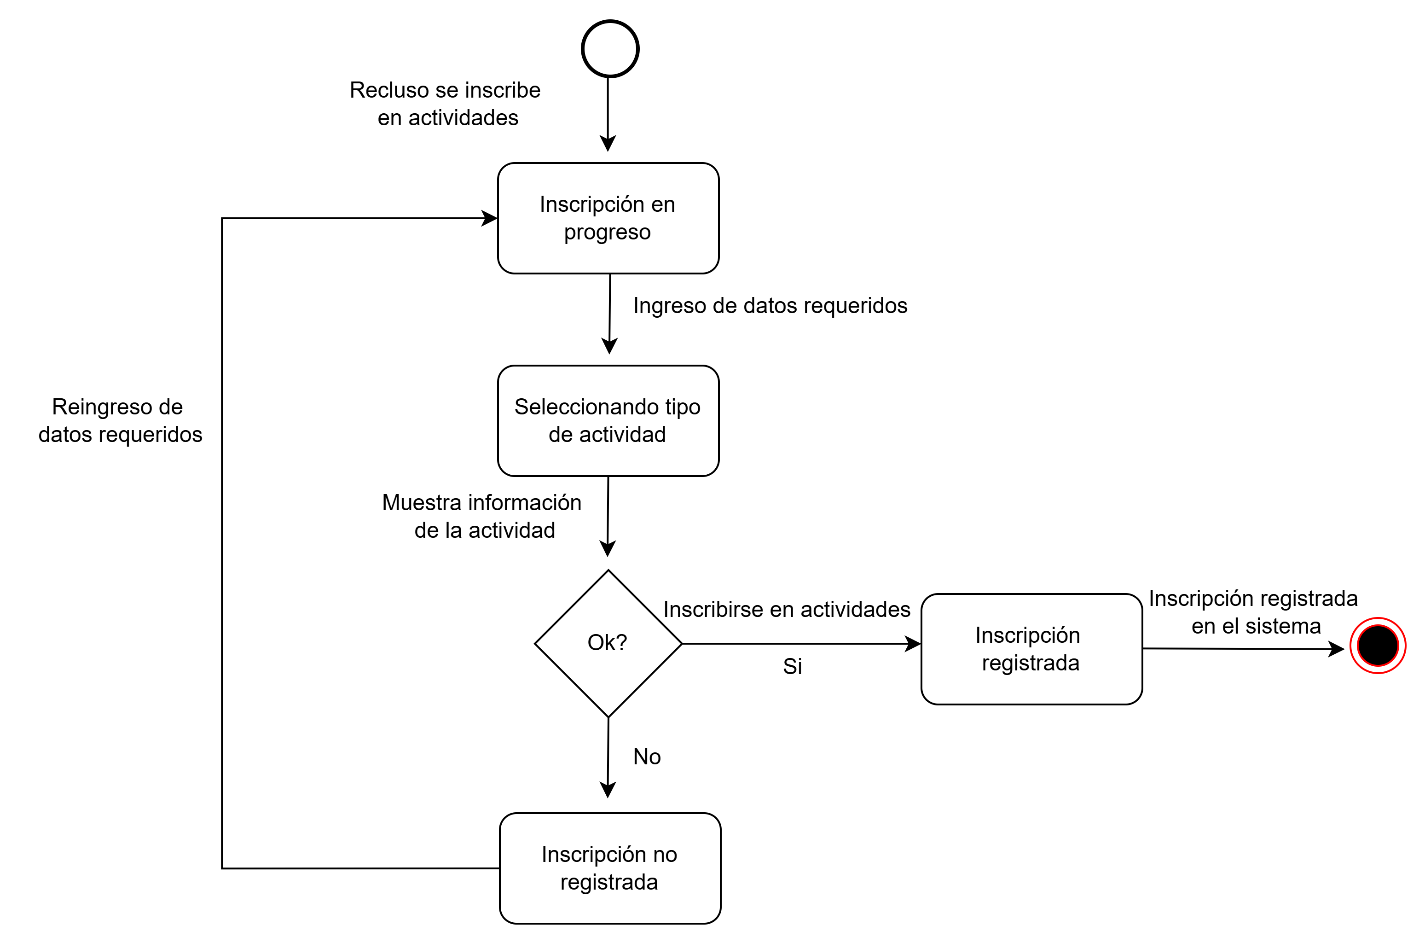 Recluso se inscribe
en actividades
Inscripción en
progreso
Ingreso de datos requeridos
Seleccionando tipo
de actividad
Reingreso de
datos requeridos
Muestra información
de la actividad
Ok?
Inscribirse en actividades
Si
Inscripción
registrada
Inscripción registrada
en el sistema
No
Inscripción no
registrada